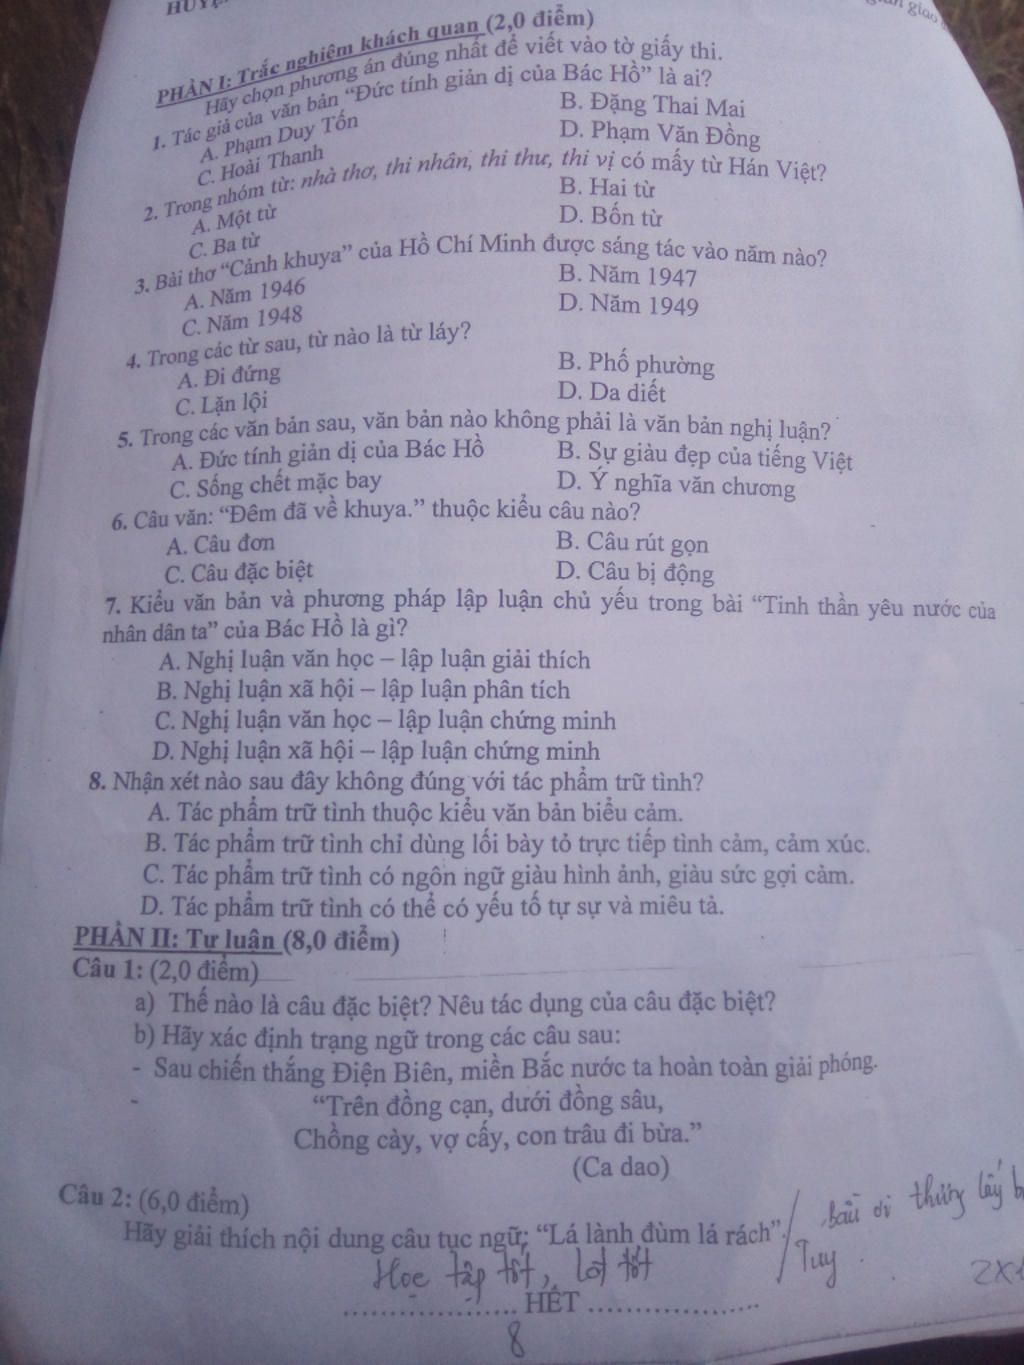 PHẦN I: Trắc nghiệm khách quan (2,0 điểm)
Hãy chọn phương án đúng nhất để viết vào tờ giấy thi.
1. Tác giả của văn bản “Đức tính giản dị của Bác Hồ” là ai?
A. Phạm Duy Tốn
B. Đặng Thai Mai
C. Hoài Thanh
D. Phạm Văn Đồng
2. Trong nhóm từ: nhà thơ, thi nhân, thi thư, thi vị có mấy từ Hán Việt?
A. Một từ
B. Hai từ
C. Ba từ
D. Bốn từ
3. Bài thơ “Cảnh khuya” của Hồ Chí Minh được sáng tác vào năm nào?
A. Năm 1946
B. Năm 1947
C. Năm 1948
D. Năm 1949
4. Trong các từ sau, từ nào là từ láy?
A. Đi đứng
B. Phố phường
C. Lặn lội
D. Da diết
5. Trong các văn bản sau, văn bản nào không phải là văn bản nghị luận?
A. Đức tính giản dị của Bác Hồ
B. Sự giàu đẹp của tiếng Việt
C. Sống chết mặc bay
D. Ý nghĩa văn chương
6. Câu văn: “Đêm đã về khuya.” thuộc kiểu câu nào?
A. Câu đơn
B. Câu rút gọn
C. Câu đặc biệt
D. Câu bị động
7. Kiểu văn bản và phương pháp lập luận chủ yếu trong bài “Tinh thần yêu nước của
nhân dân ta” của Bác Hồ là gì?
A. Nghị luận văn học – lập luận giải thích
B. Nghị luận xã hội – lập luận phân tích
C. Nghị luận văn học – lập luận chứng minh
D. Nghị luận xã hội – lập luận chứng minh
8. Nhận xét nào sau đây không đúng với tác phẩm trữ tình?
A. Tác phẩm trữ tình thuộc kiểu văn bản biểu cảm.
B. Tác phẩm trữ tình chỉ dùng lối bày tỏ trực tiếp tình cảm, cảm xúc.
C. Tác phẩm trữ tình có ngôn ngữ giàu hình ảnh, giàu sức gợi cảm.
D. Tác phẩm trữ tình có thể có yếu tố tự sự và miêu tả.
PHẦN II: Tự luận (8,0 điểm)
Câu 1: (2,0 điểm)
a) Thế nào là câu đặc biệt? Nêu tác dụng của câu đặc biệt?
b) Hãy xác định trạng ngữ trong các câu sau:
- Sau chiến thắng Điện Biên, miền Bắc nước ta hoàn toàn giải phóng.
- “Trên đồng cạn, dưới đồng sâu,
Chồng cày, vợ cấy, con trâu đi bừa.”
(Ca dao)
Câu 2: (6,0 điểm)
Hãy giải thích nội dung câu tục ngữ: “Lá lành đùm lá rách”.
bầu ơi thương lấy b
Tuy
Học tập tốt, lđ tốt
HẾT
8